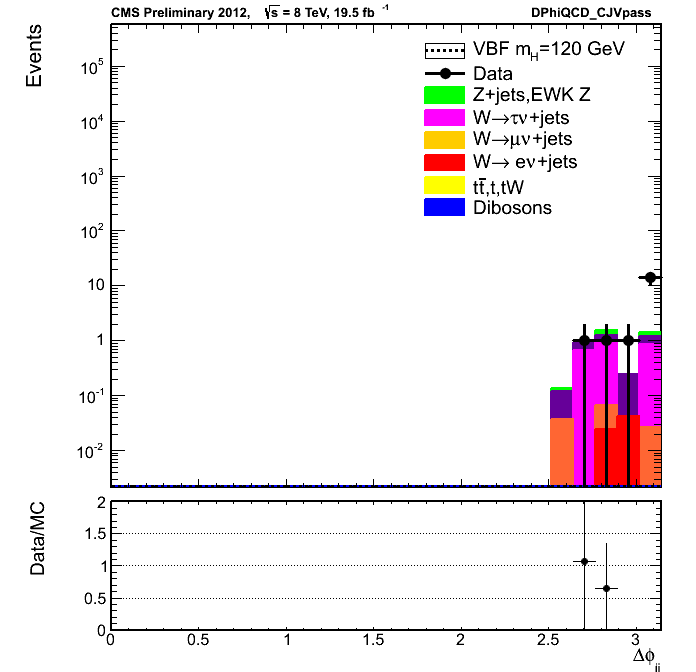 CMS Preliminary 2012, √s = 8 TeV, 19.5 fb⁻¹ DPhiQCD_CJVpass
Events
VBF m_H=120 GeV
Data
Z+jets,EWK Z
W→τν+jets
W→μν+jets
W→ eν+jets
tt̄,t,tW
Dibosons
10⁵
10⁴
10³
10²
10
1
10⁻¹
10⁻²
Data/MC
2
1.5
1
0.5
0
0 0.5 1 1.5 2 2.5 3
Δϕ_jj